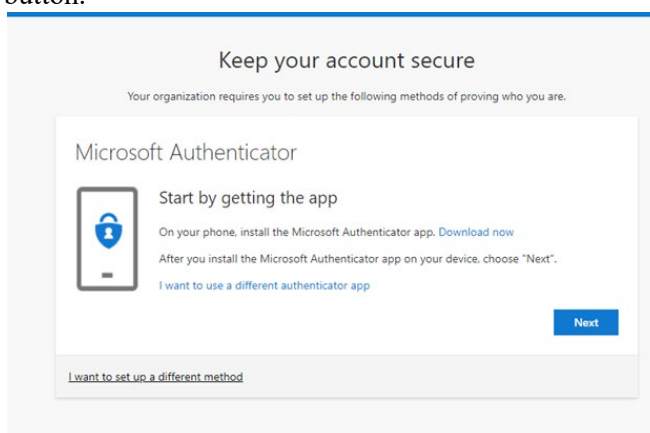 button.
Keep your account secure
Your organization requires you to set up the following methods of proving who you are.
Microsoft Authenticator
Start by getting the app
On your phone, install the Microsoft Authenticator app. Download now
After you install the Microsoft Authenticator app on your device, choose "Next".
I want to use a different authenticator app
Next
I want to set up a different method